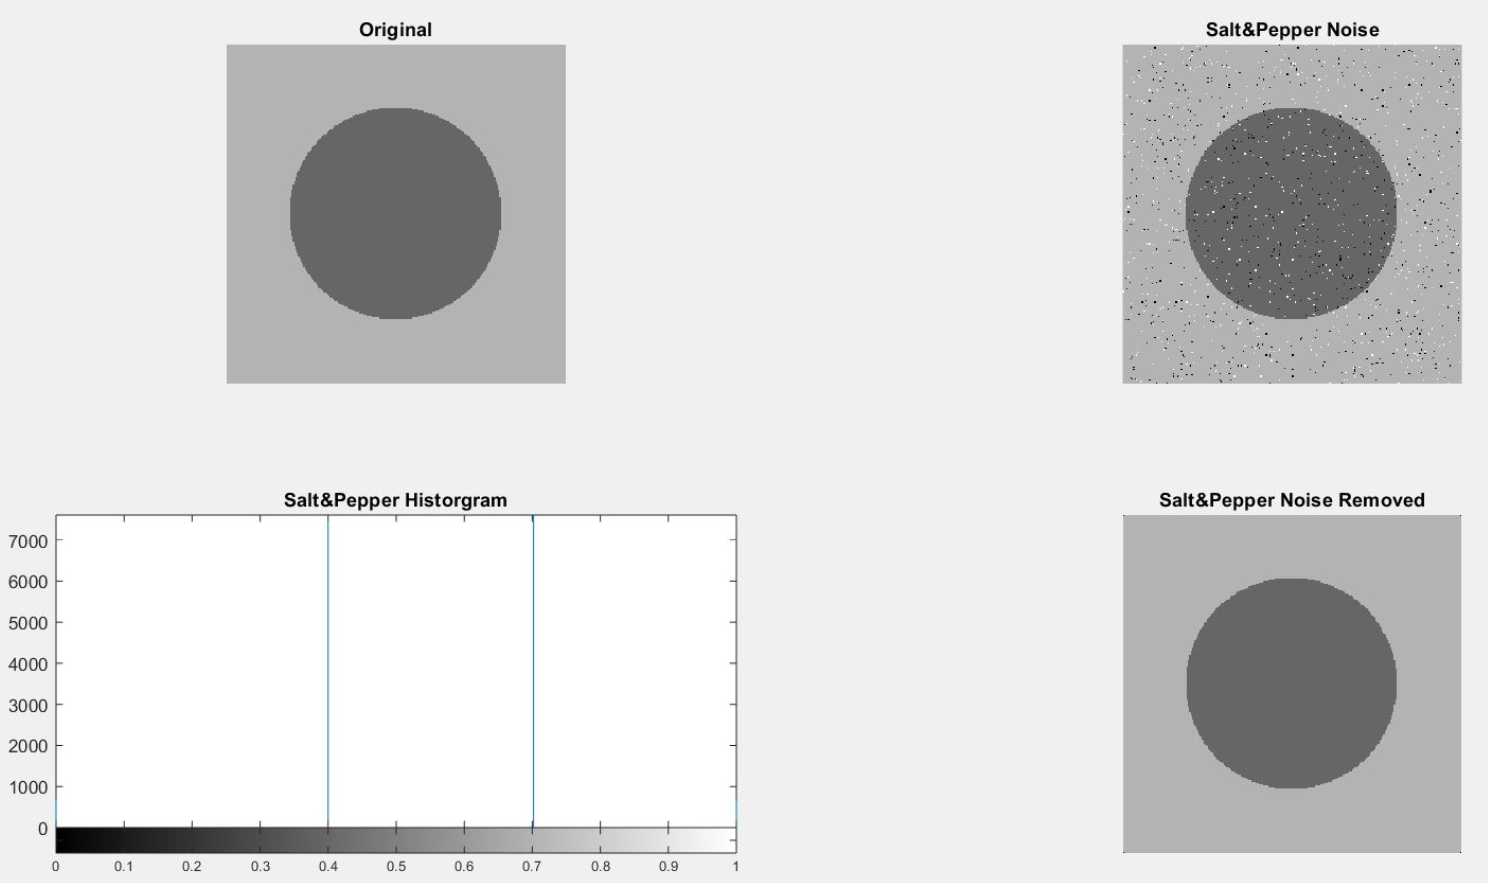 Original
Salt&Pepper Noise
Salt&Pepper Historgram
7000
6000
5000
4000
3000
2000
1000
0
0 0.1 0.2 0.3 0.4 0.5 0.6 0.7 0.8 0.9 1
Salt&Pepper Noise Removed